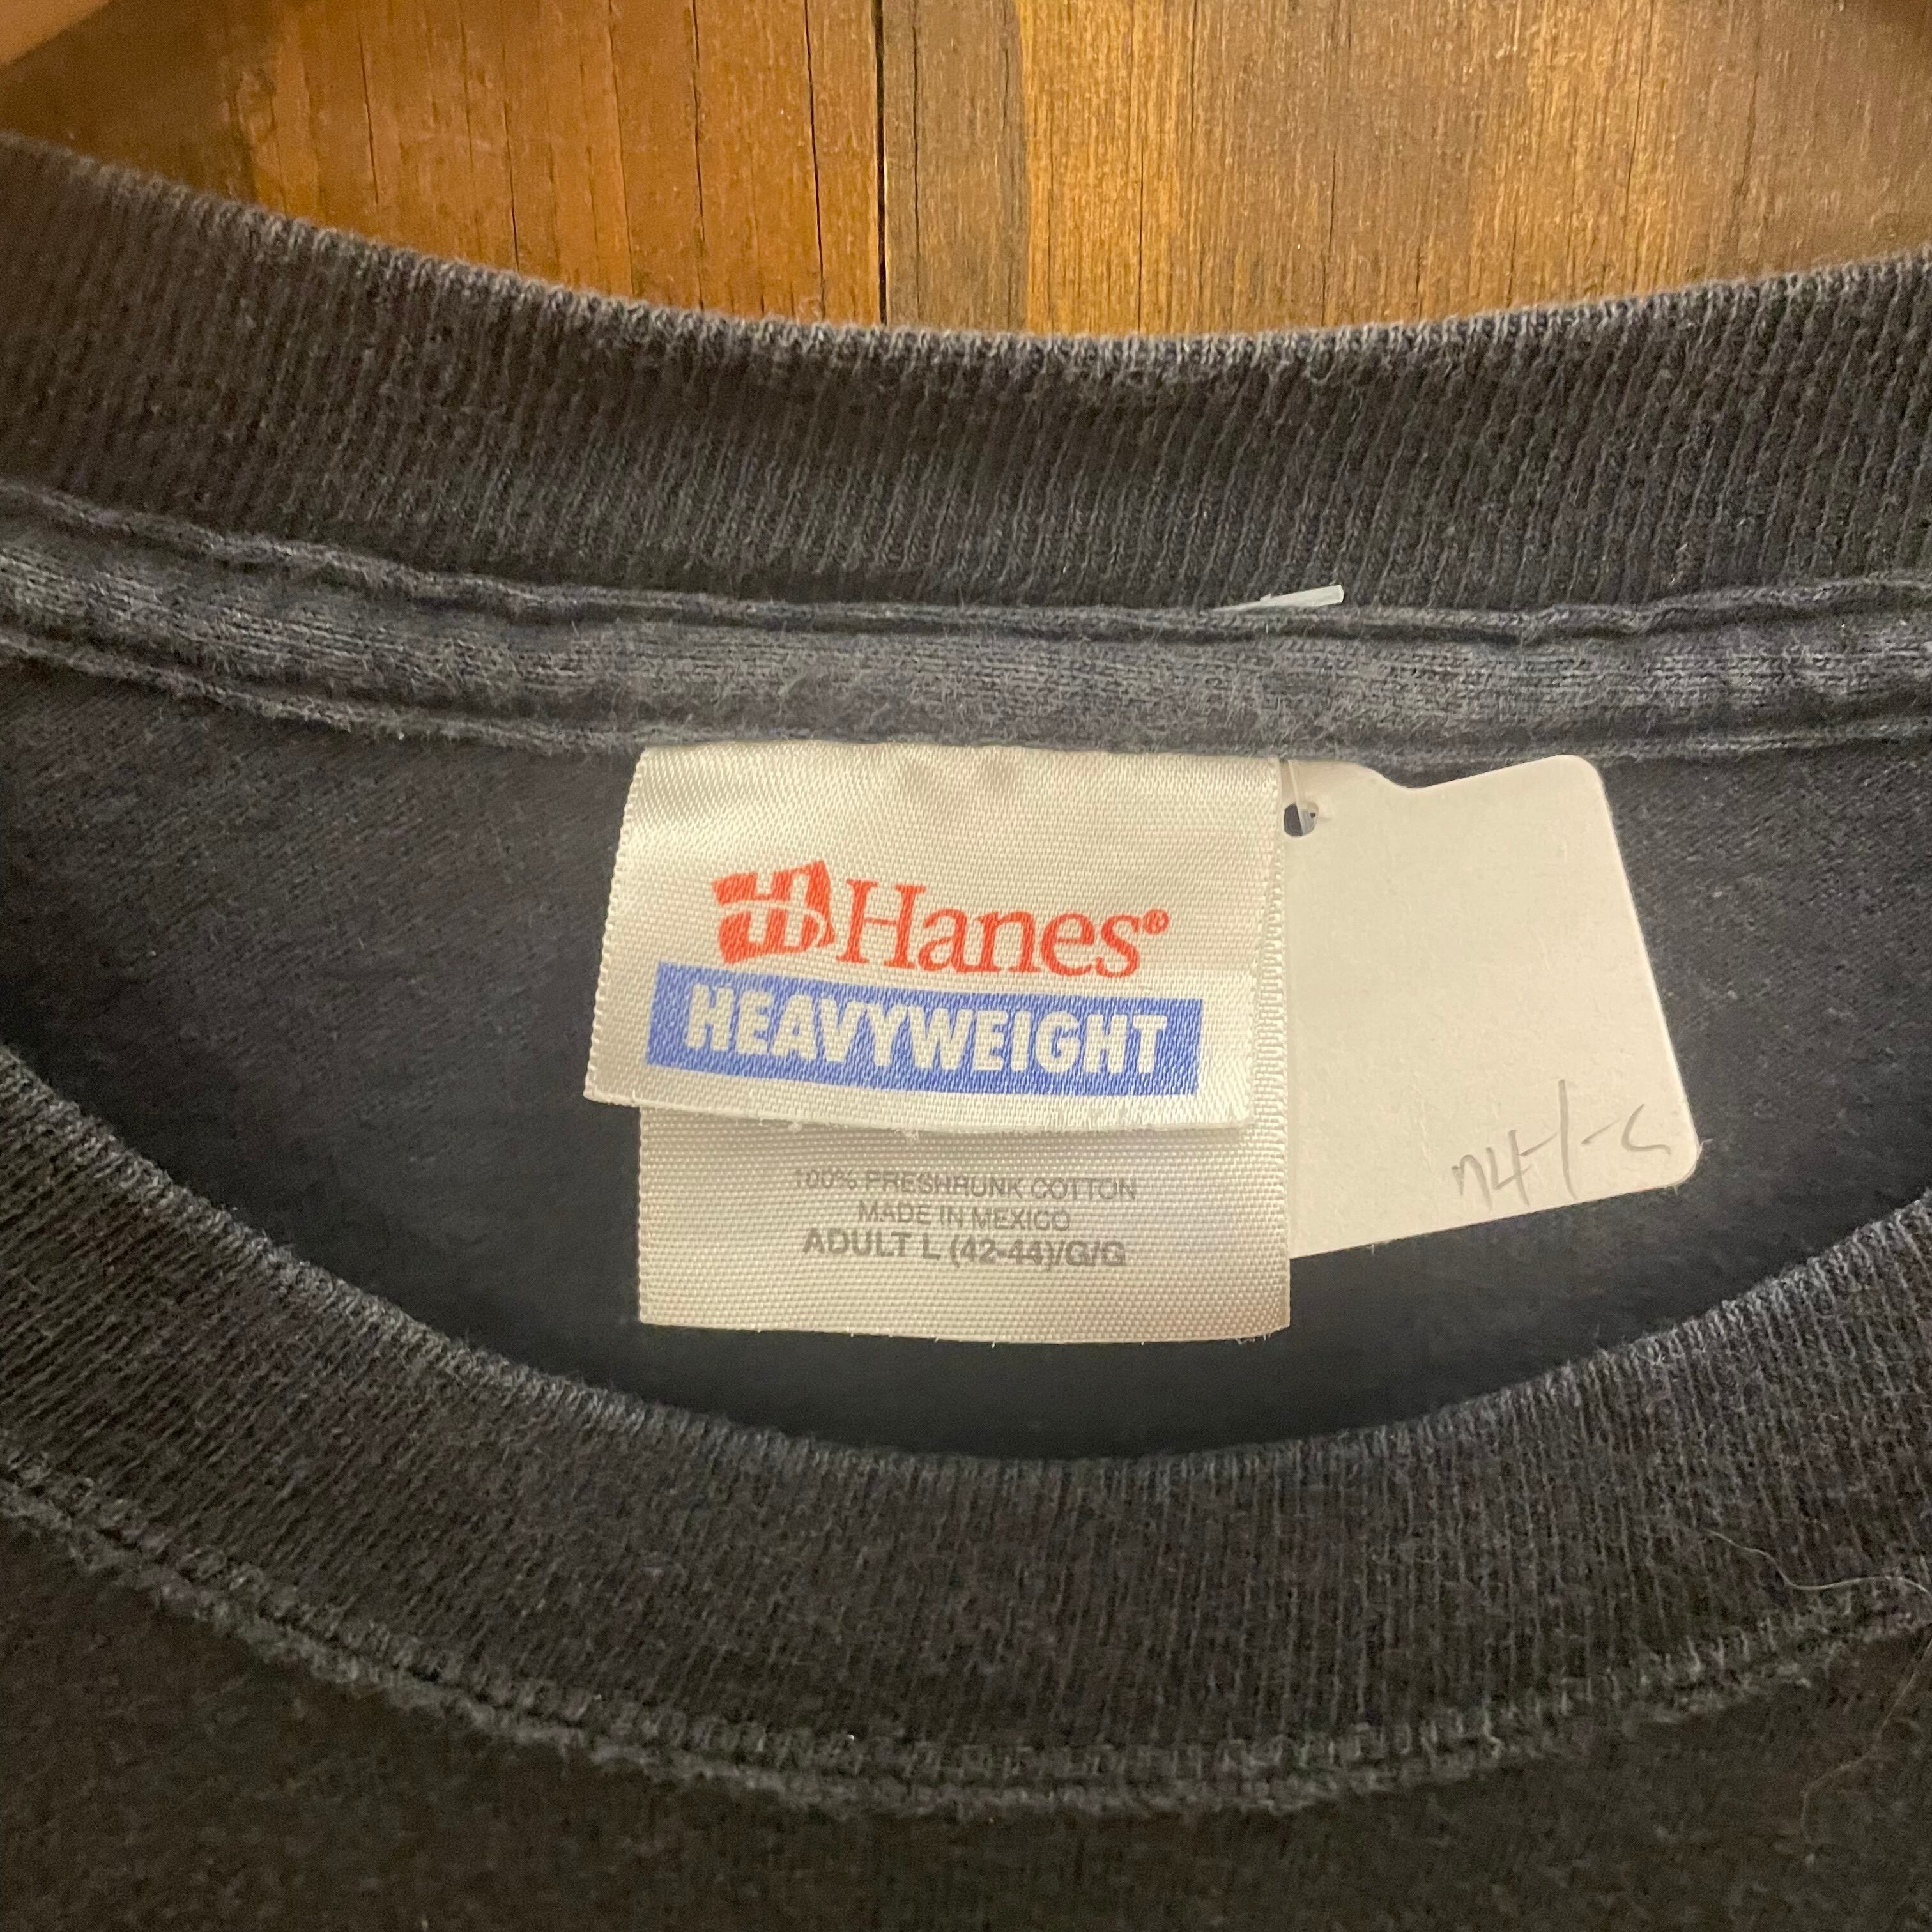 Hanes®
HEAVYWEIGHT
100% PRESHRUNK COTTON
MADE IN MEXICO
ADULT L (42-44)/G/G